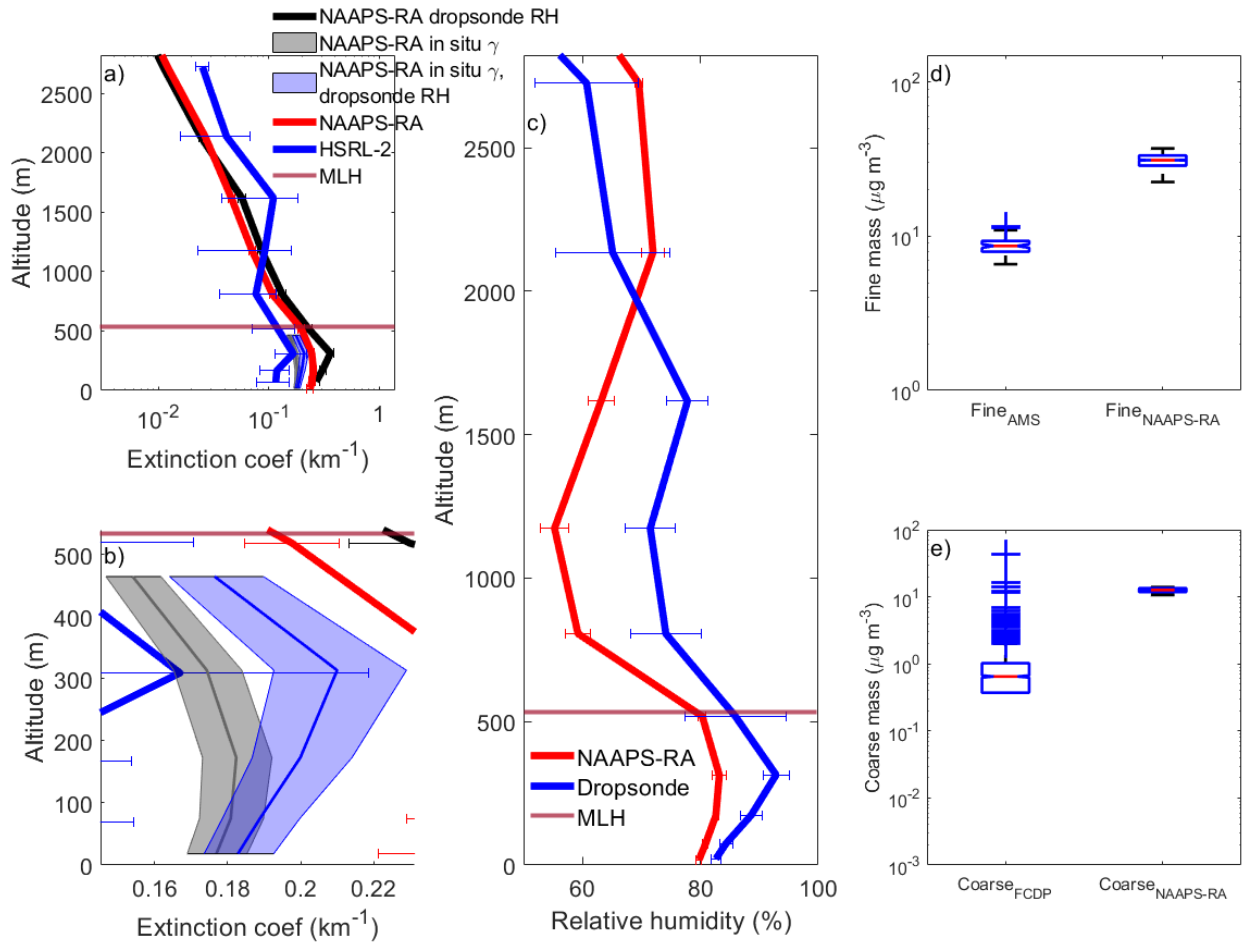 NAAPS-RA dropsonde RH
NAAPS-RA in situ γ
NAAPS-RA in situ γ,
dropsonde RH
NAAPS-RA
HSRL-2
MLH
a)
2500
2000
1500
1000
500
0
Altitude (m)
10⁻²
10⁻¹
1
Extinction coef (km⁻¹)
b)
500
400
300
200
100
0
Altitude (m)
0.16
0.18
0.2
0.22
Extinction coef (km⁻¹)
c)
2500
2000
1500
1000
500
0
Altitude (m)
NAAPS-RA
Dropsonde
MLH
60
80
100
Relative humidity (%)
d)
10²
10¹
10⁰
Fine mass (μg m⁻³)
Fine_AMS
Fine_NAAPS-RA
e)
10²
10¹
10⁰
10⁻¹
10⁻²
10⁻³
Coarse mass (μg m⁻³)
Coarse_FCDP
Coarse_NAAPS-RA